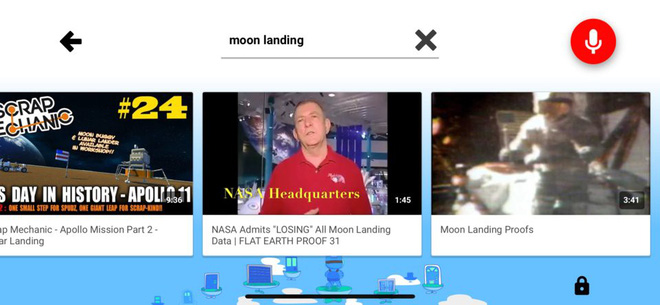 moon landing
SCRAP
MECHANIC
#24
MOON BUGGY
& LUNAR LANDER
AVAILABLE
IN WORKSHOP!
S DAY IN HISTORY - APOLLO 11
: ONE SMALL STEP FOR SPUDZ, ONE GIANT LEAP FOR SCRAP-KIND!!
9:36
ap Mechanic - Apollo Mission Part 2 -
ar Landing
NASA Headquarters
1:45
NASA Admits "LOSING" All Moon Landing
Data | FLAT EARTH PROOF 31
3:41
Moon Landing Proofs